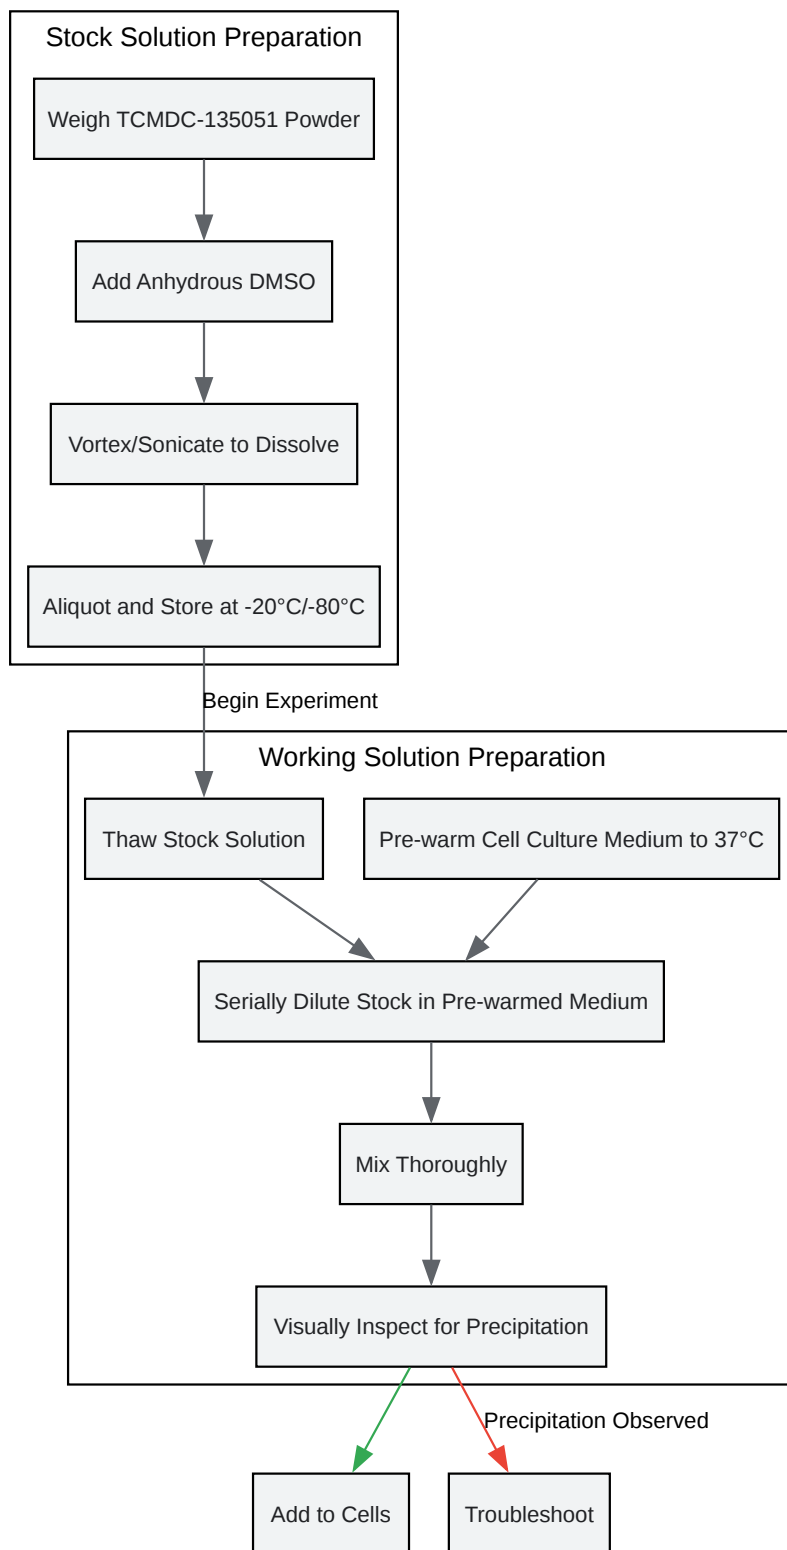 Stock Solution Preparation
Weigh TCMDC-135051 Powder
Add Anhydrous DMSO
Vortex/Sonicate to Dissolve
Aliquot and Store at -20°C/-80°C
Begin Experiment
Working Solution Preparation
Thaw Stock Solution
Pre-warm Cell Culture Medium to 37°C
Serially Dilute Stock in Pre-warmed Medium
Mix Thoroughly
Visually Inspect for Precipitation
Precipitation Observed
Add to Cells
Troubleshoot